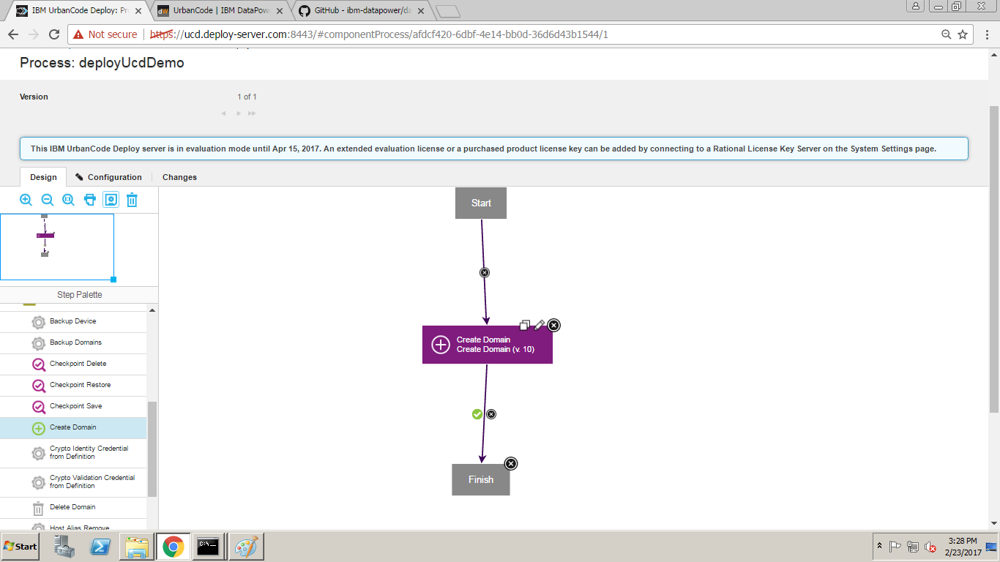 IBM UrbanCode Deploy: Pr
UrbanCode | IBM DataPow
GitHub - ibm-datapower/da
Not secure
https://ucd.deploy-server.com:8443/#componentProcess/afdcf420-6dbf-4e14-bb0d-36d6d43b1544/1
Process: deployUcdDemo
Version
1 of 1
This IBM UrbanCode Deploy server is in evaluation mode until Apr 15, 2017. An extended evaluation license or a purchased product license key can be added by connecting to a Rational License Key Server on the System Settings page.
Design
Configuration
Changes
Start
Step Palette
Backup Device
Backup Domains
Checkpoint Delete
Checkpoint Restore
Checkpoint Save
Create Domain
Crypto Identity Credential
from Definition
Crypto Validation Credential
from Definition
Delete Domain
Host Alias Remove
Create Domain
Create Domain (v. 10)
Finish
Start
C:\.
3:28 PM
2/23/2017